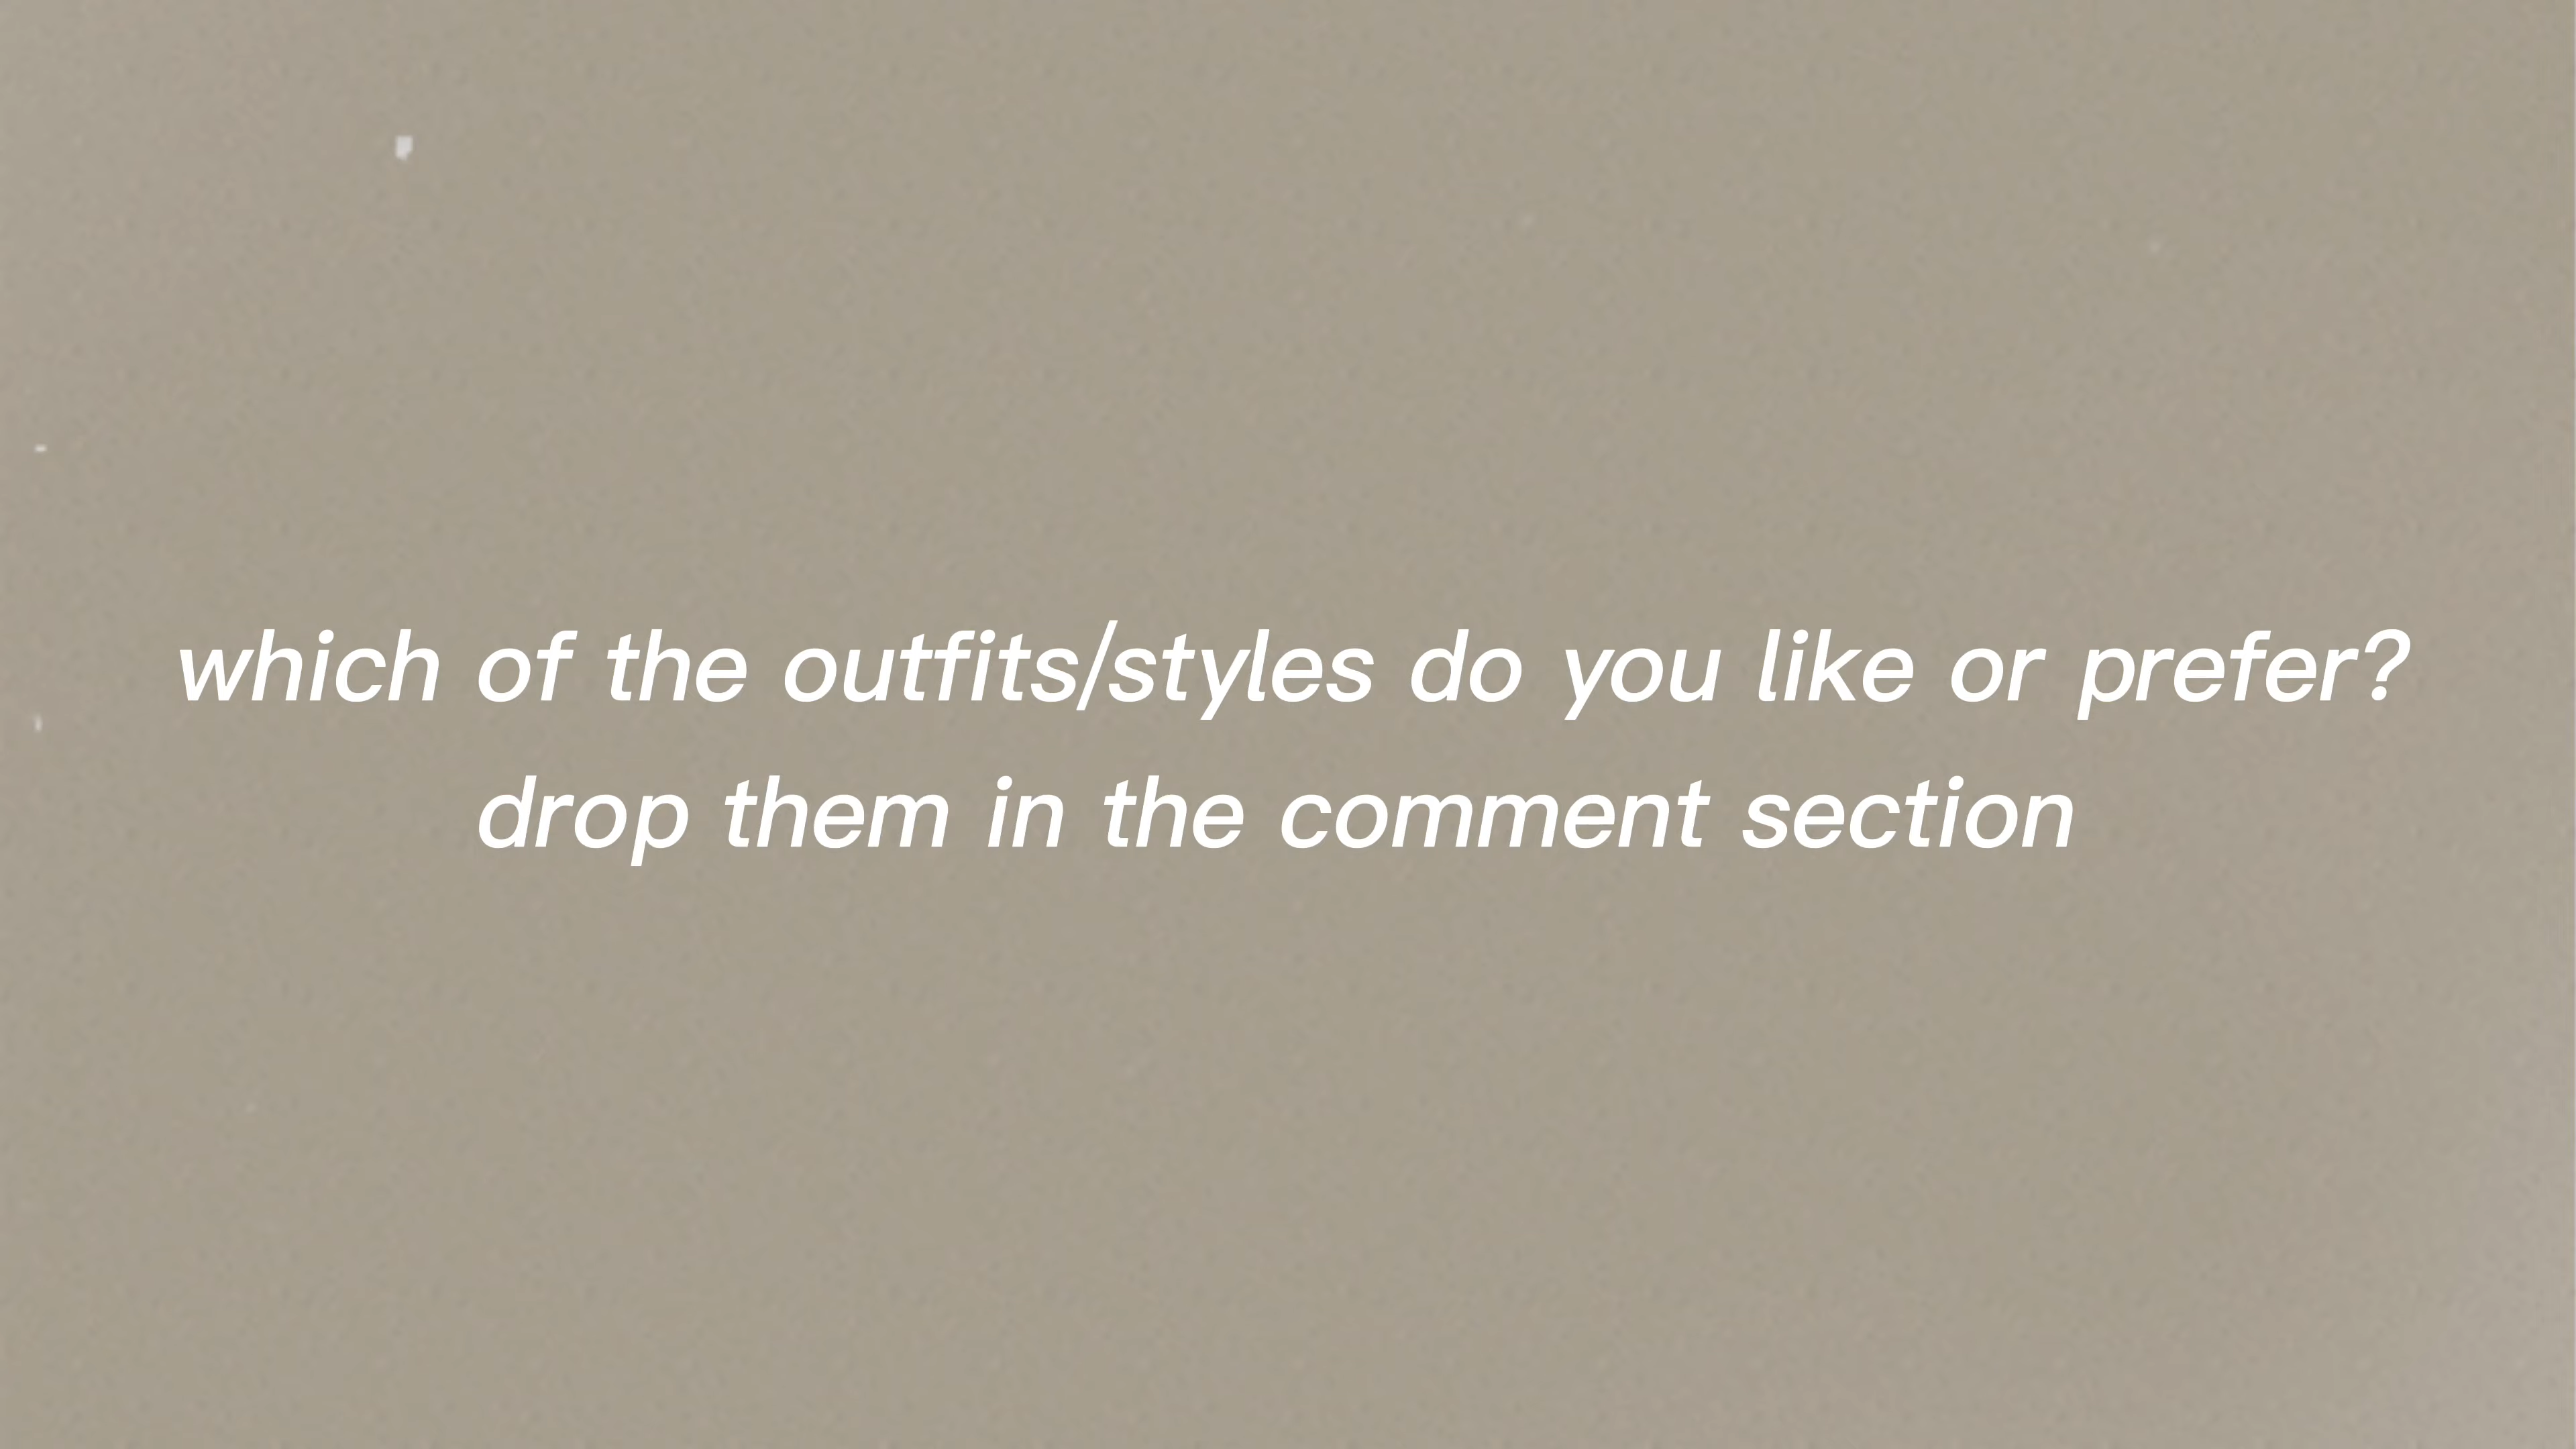 which of the outfits/styles do you like or prefer?
drop them in the comment section